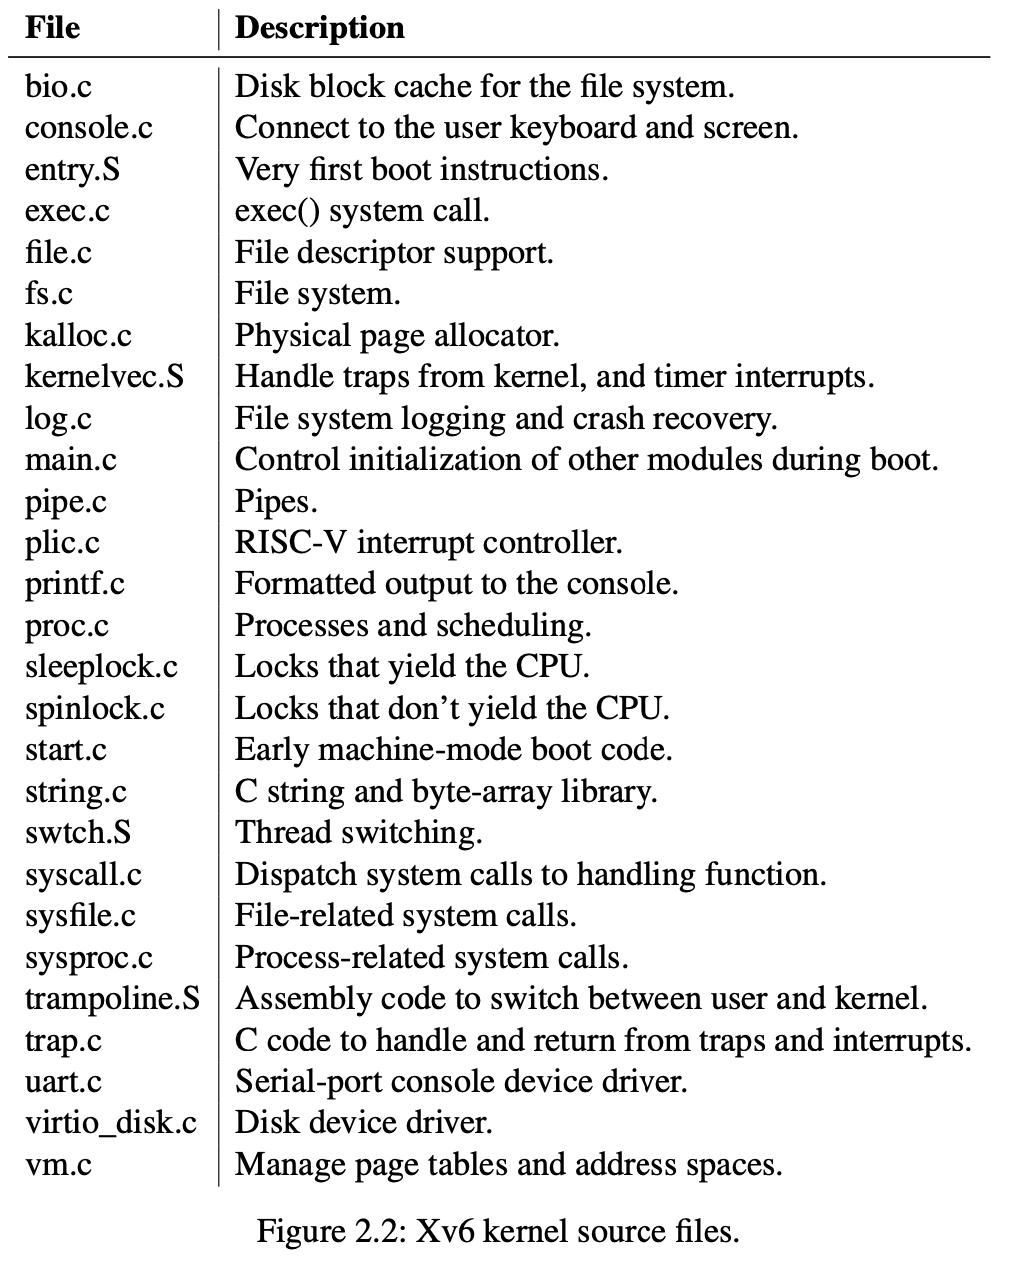 File Description
bio.c Disk block cache for the file system.
console.c Connect to the user keyboard and screen.
entry.S Very first boot instructions.
exec.c exec() system call.
file.c File descriptor support.
fs.c File system.
kalloc.c Physical page allocator.
kernelvec.S Handle traps from kernel, and timer interrupts.
log.c File system logging and crash recovery.
main.c Control initialization of other modules during boot.
pipe.c Pipes.
plic.c RISC-V interrupt controller.
printf.c Formatted output to the console.
proc.c Processes and scheduling.
sleeplock.c Locks that yield the CPU.
spinlock.c Locks that don’t yield the CPU.
start.c Early machine-mode boot code.
string.c C string and byte-array library.
swtch.S Thread switching.
syscall.c Dispatch system calls to handling function.
sysfile.c File-related system calls.
sysproc.c Process-related system calls.
trampoline.S Assembly code to switch between user and kernel.
trap.c C code to handle and return from traps and interrupts.
uart.c Serial-port console device driver.
virtio_disk.c Disk device driver.
vm.c Manage page tables and address spaces.
Figure 2.2: Xv6 kernel source files.